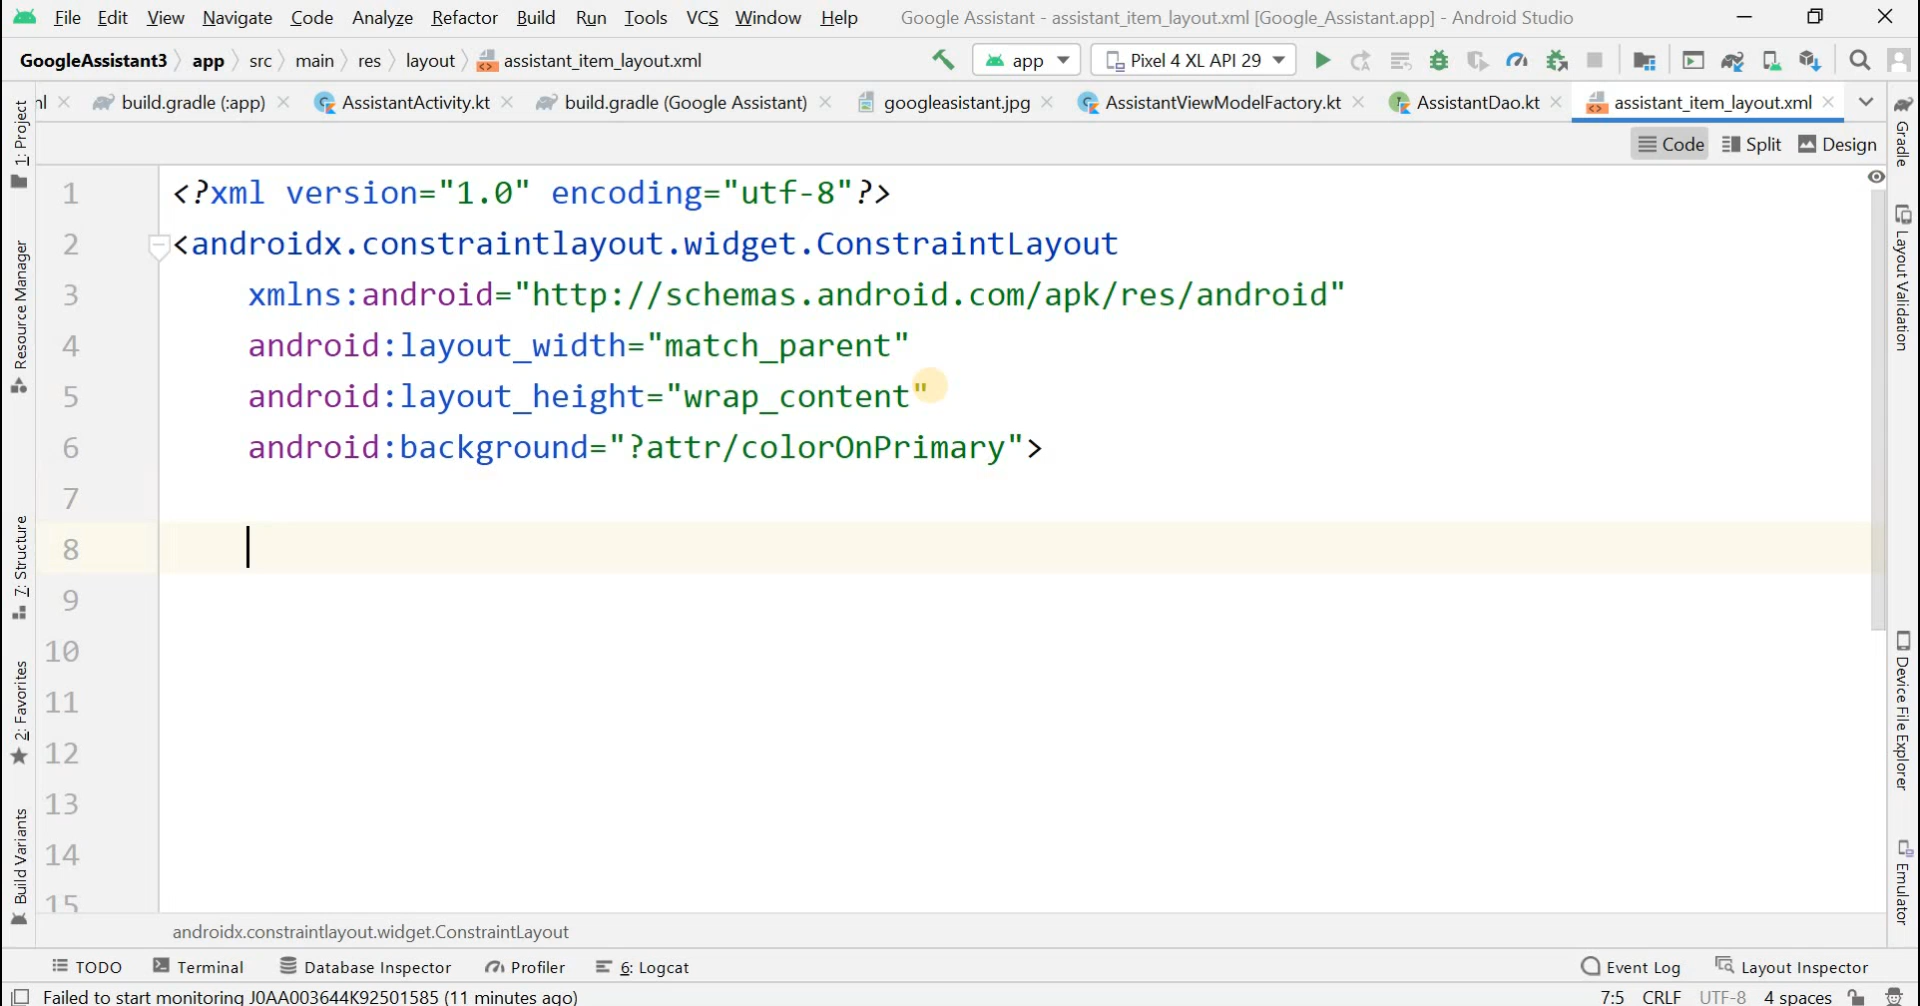 File Edit View Navigate Code Analyze Refactor Build Run Tools VCS Window Help Google Assistant - assistant_item_layout.xml [Google_Assistant.app] - Android Studio
GoogleAssistant3 app src main res layout assistant_item_layout.xml app Pixel 4 XL API 29
nl build.gradle (:app) AssistantActivity.kt build.gradle (Google Assistant) googleasistant.jpg AssistantViewModelFactory.kt AssistantDao.kt assistant_item_layout.xml
Code Split Design
1 <?xml version="1.0" encoding="utf-8"?>
2 <androidx.constraintlayout.widget.ConstraintLayout
3 xmlns:android="http://schemas.android.com/apk/res/android"
4 android:layout_width="match_parent"
5 android:layout_height="wrap_content"
6 android:background="?attr/colorOnPrimary">
7
8
9
10
11
12
13
14
15
1: Project
Resource Manager
7: Structure
2: Favorites
Build Variants
Gradle
Layout Validation
Device File Explorer
Emulator
androidx.constraintlayout.widget.ConstraintLayout
TODO Terminal Database Inspector Profiler 6: Logcat Event Log Layout Inspector
Failed to start monitoring J0AA003644K92501585 (11 minutes ago) 7:5 CRLF UTF-8 4 spaces